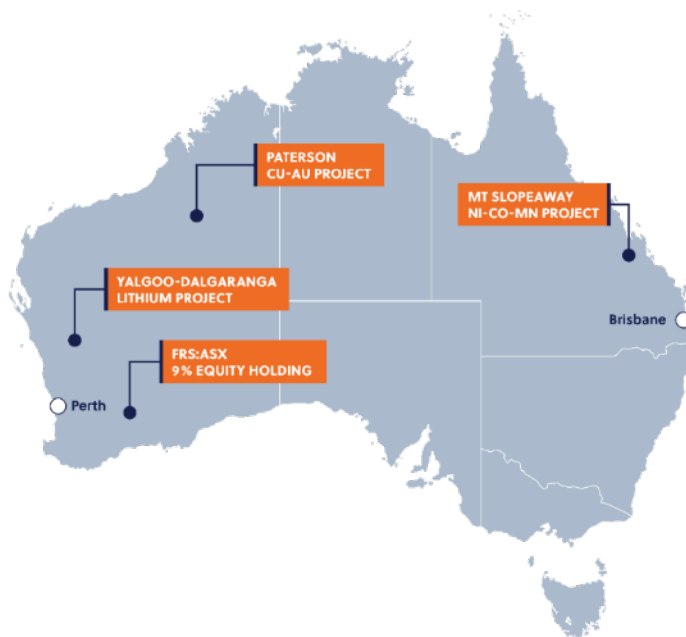 PATERSON
CU-AU PROJECT
MT SLOPEAWAY
NI-CO-MN PROJECT
YALGOO-DALGARANGA
LITHIUM PROJECT
Brisbane
FRS:ASX
9% EQUITY HOLDING
Perth